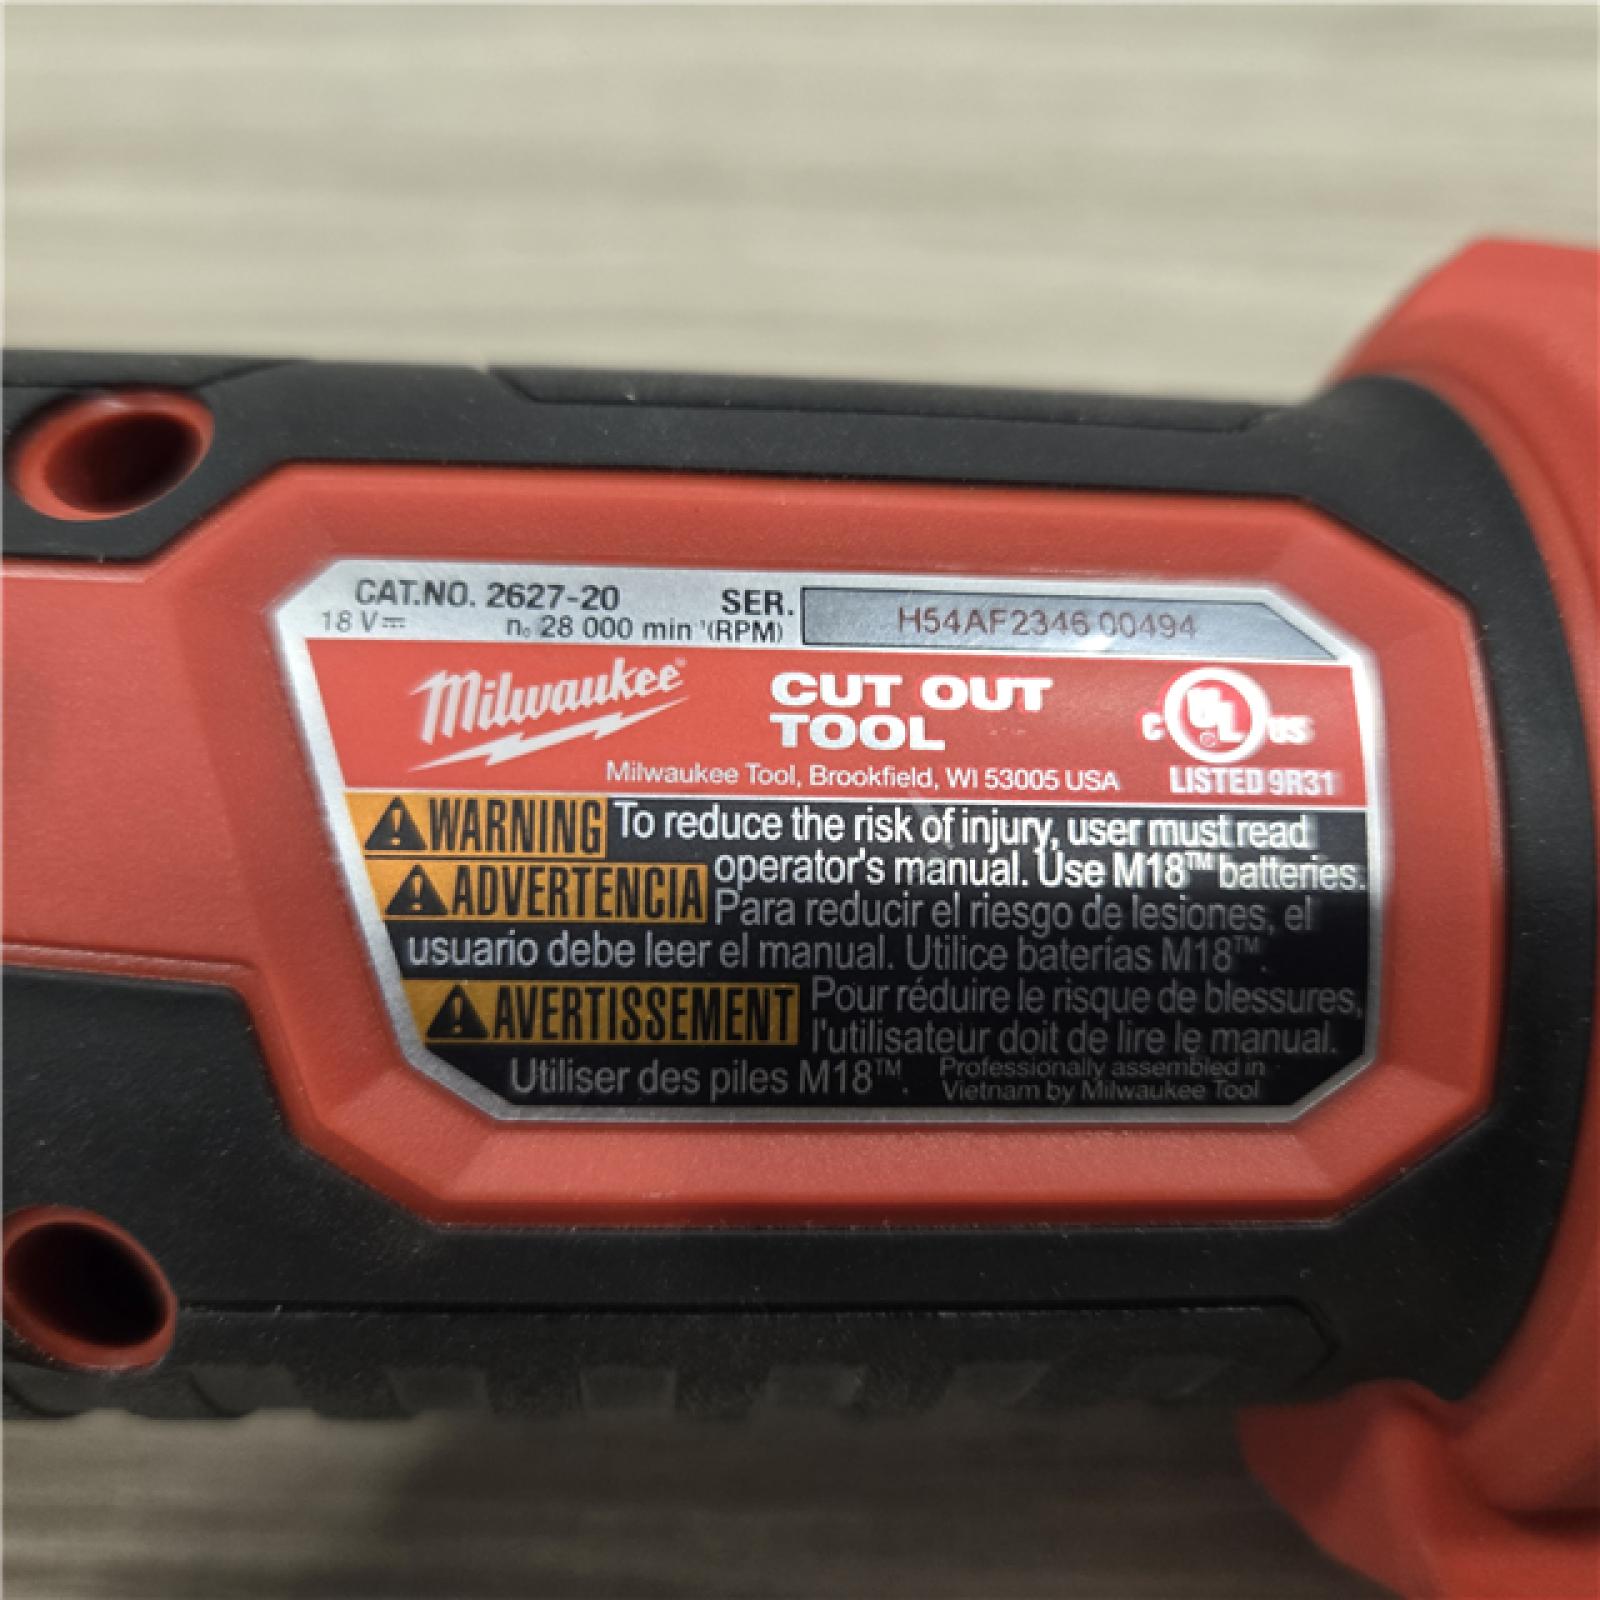 CAT.NO. 2627-20
SER. H54AF2346 00494
18 V⎓ n₀ 28 000 min⁻¹(RPM)
Milwaukee®
CUT OUT
TOOL
C UL US
Milwaukee Tool, Brookfield, WI 53005 USA
LISTED 9R31
WARNING To reduce the risk of injury, user must read
operator's manual. Use M18™ batteries.
ADVERTENCIA Para reducir el riesgo de lesiones, el
usuario debe leer el manual. Utilice baterías M18™.
AVERTISSEMENT Pour réduire le risque de blessures,
l'utilisateur doit de lire le manual.
Utiliser des piles M18™.
Professionally assembled in
Vietnam by Milwaukee Tool